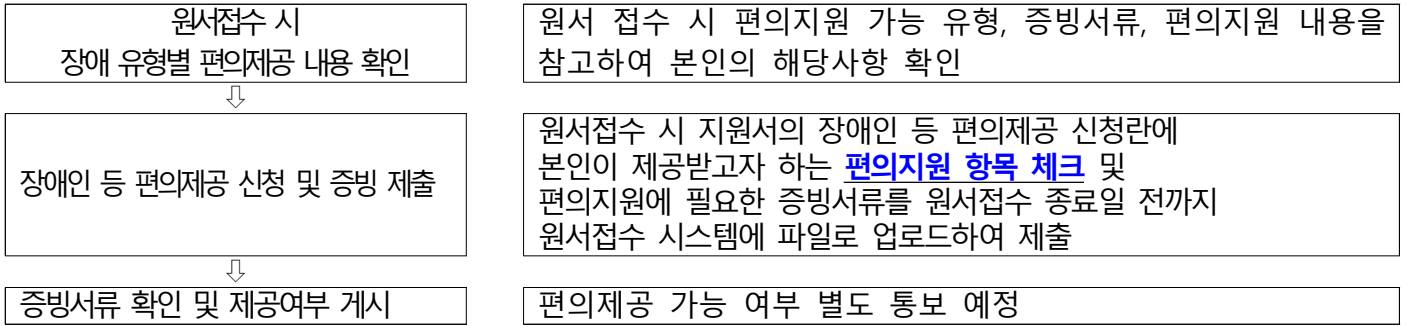 원서접수 시
장애 유형별 편의제공 내용 확인
원서 접수 시 편의지원 가능 유형, 증빙서류, 편의지원 내용을
참고하여 본인의 해당사항 확인
⇩
장애인 등 편의제공 신청 및 증빙 제출
원서접수 시 지원서의 장애인 등 편의제공 신청란에
본인이 제공받고자 하는 편의지원 항목 체크 및
편의지원에 필요한 증빙서류를 원서접수 종료일 전까지
원서접수 시스템에 파일로 업로드하여 제출
⇩
증빙서류 확인 및 제공여부 게시
편의제공 가능 여부 별도 통보 예정